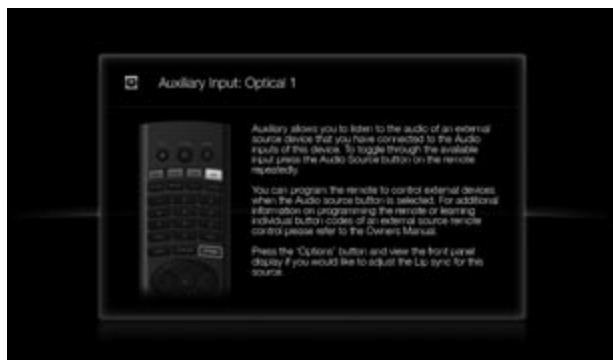 Auxiliary Input: Optical 1
Auxiliary allows you to listen to the audio of an external
source device that you have connected to the Audio
inputs of this device. To toggle through the available
input press the Audio Source button on the remote
repeatedly.
You can program the remote to control external devices
when the Audio source button is selected. For additional
information on programming the remote or learning
individual button codes of an external source remote
control please refer to the Owners Manual.
Press the 'Options' button and view the front panel
display if you would like to adjust the Lip sync for this
source.